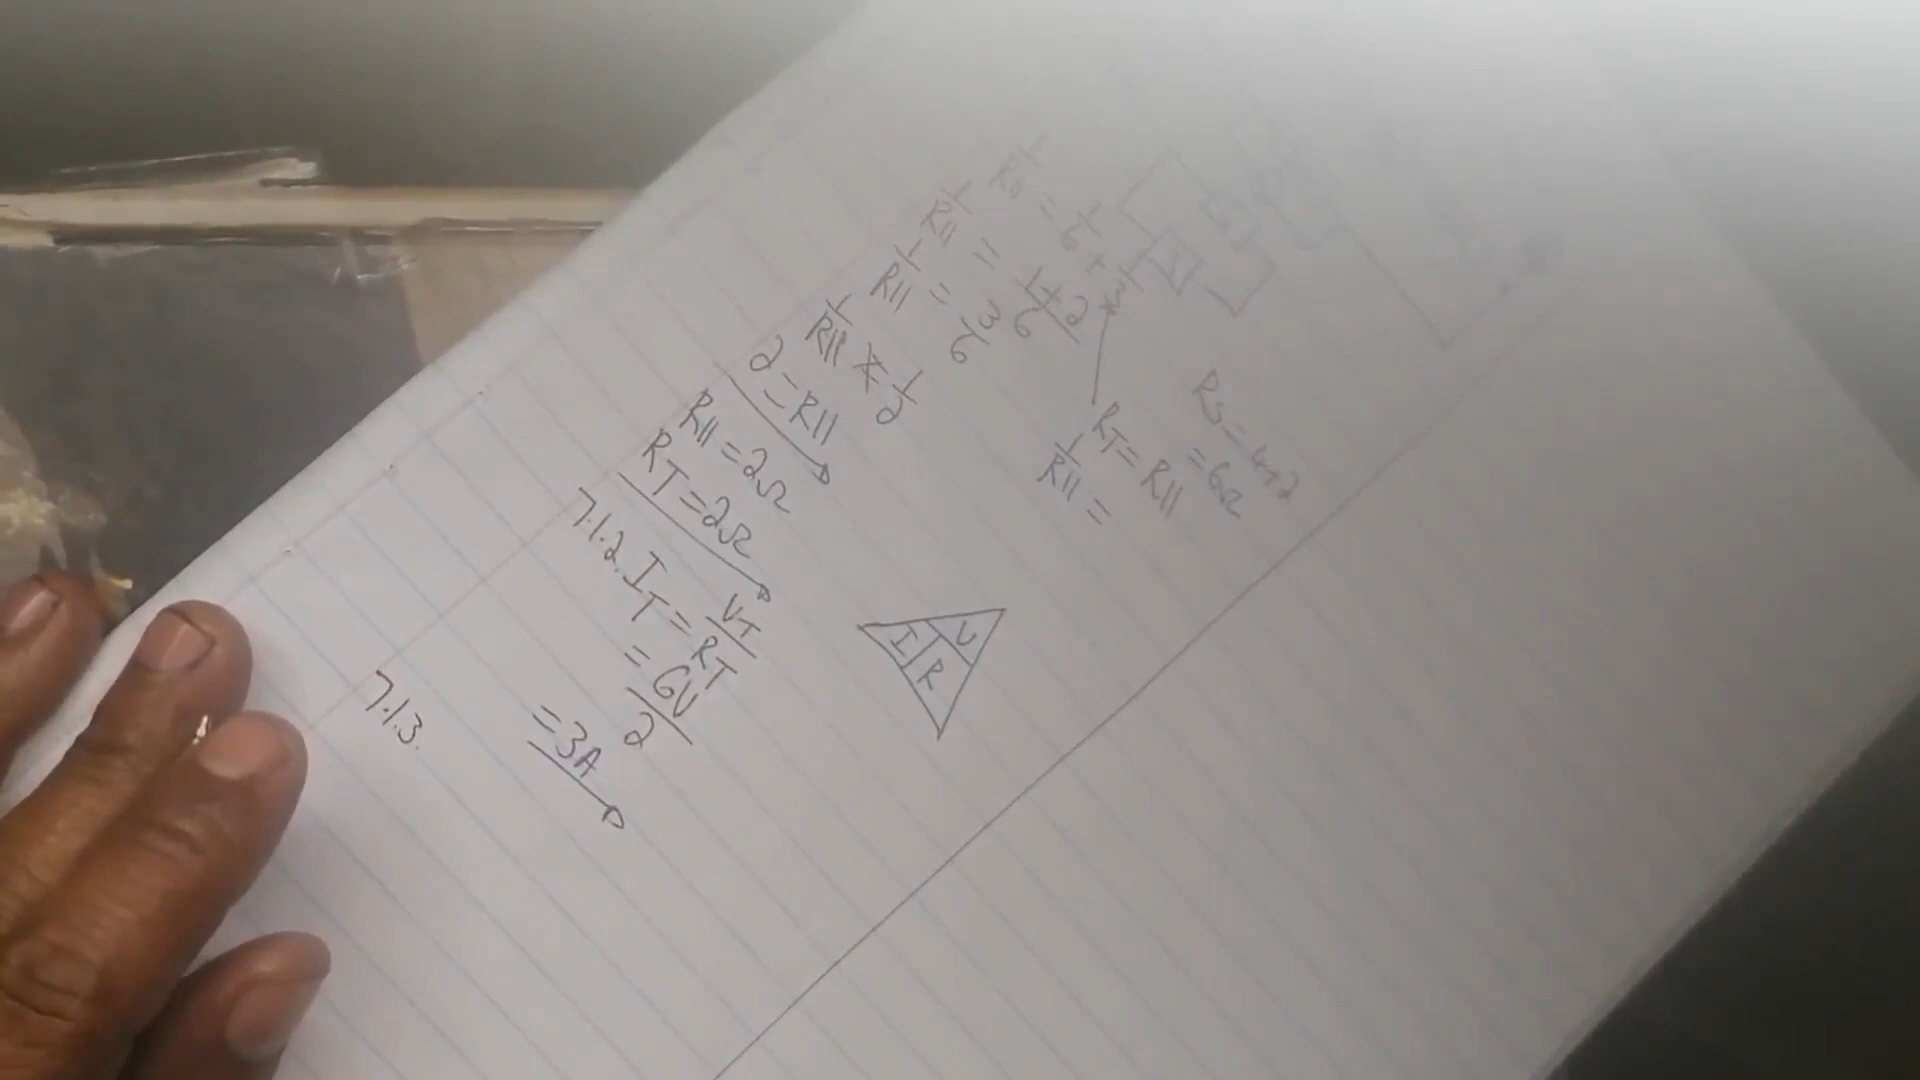 RS = 4+2
= 6Ω
RT = R||
1/R|| =
1/R|| = 1/6 + 1/3
1/R|| = 1+2/6
1/R|| = 3/6
1/R|| = 1/2
2 = R||
R|| = 2Ω
RT = 2Ω
7.1.2. IT = VT/RT
= 6V/2
= 3A
V
I R
7.1.3.